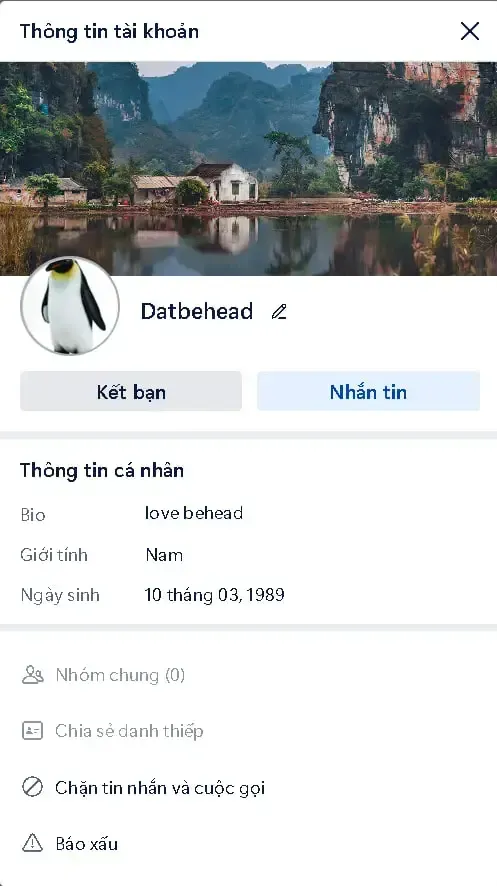 Thông tin tài khoản
Datbehead
Kết bạn
Nhắn tin
Thông tin cá nhân
Bio
love behead
Giới tính
Nam
Ngày sinh
10 tháng 03, 1989
Nhóm chung (0)
Chia sẻ danh thiếp
Chặn tin nhắn và cuộc gọi
Báo xấu